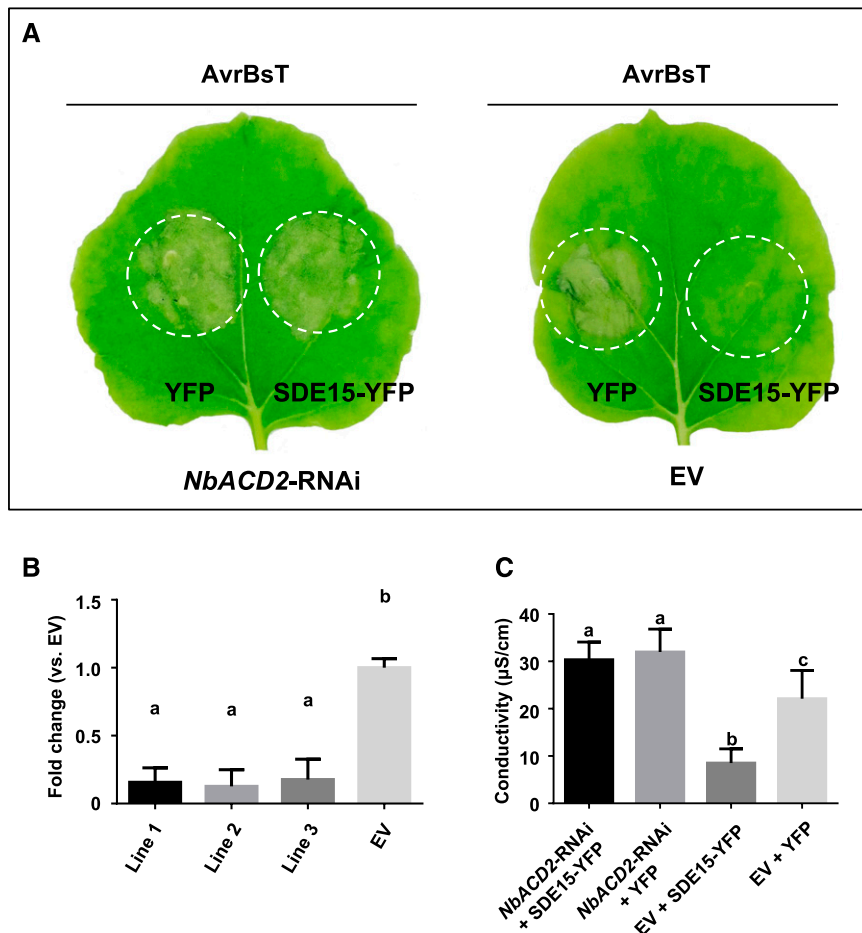 A
AvrBsT
AvrBsT
YFP
SDE15-YFP
YFP
SDE15-YFP
NbACD2-RNAi
EV
B
Fold change (vs. EV)
1.5
1.0
0.5
0
a
a
a
b
Line 1
Line 2
Line 3
EV
C
Conductivity (µS/cm)
40
30
20
10
0
a
a
b
c
NbACD2-RNAi
+ SDE15-YFP
NbACD2-RNAi
+ YFP
EV + SDE15-YFP
EV + YFP